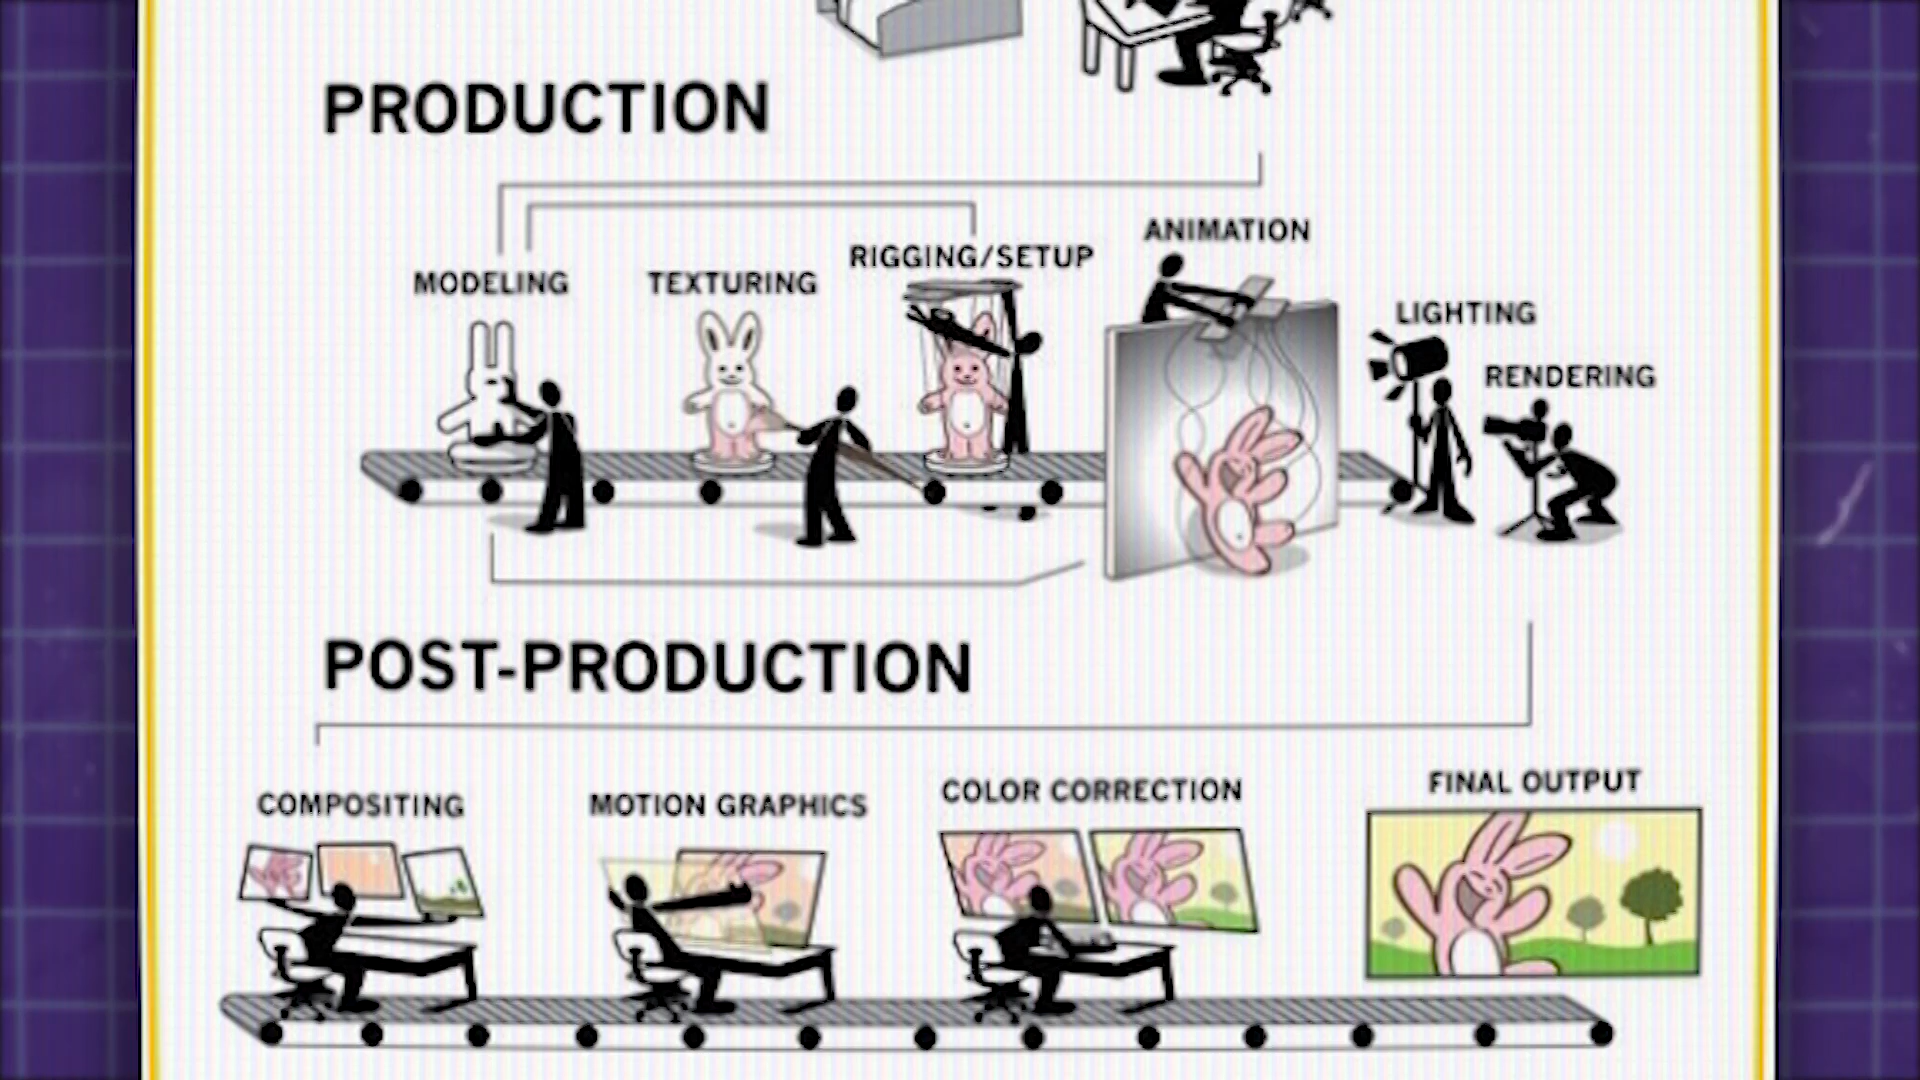 PRODUCTION
MODELING
TEXTURING
RIGGING/SETUP
ANIMATION
LIGHTING
RENDERING
POST-PRODUCTION
COMPOSITING
MOTION GRAPHICS
COLOR CORRECTION
FINAL OUTPUT